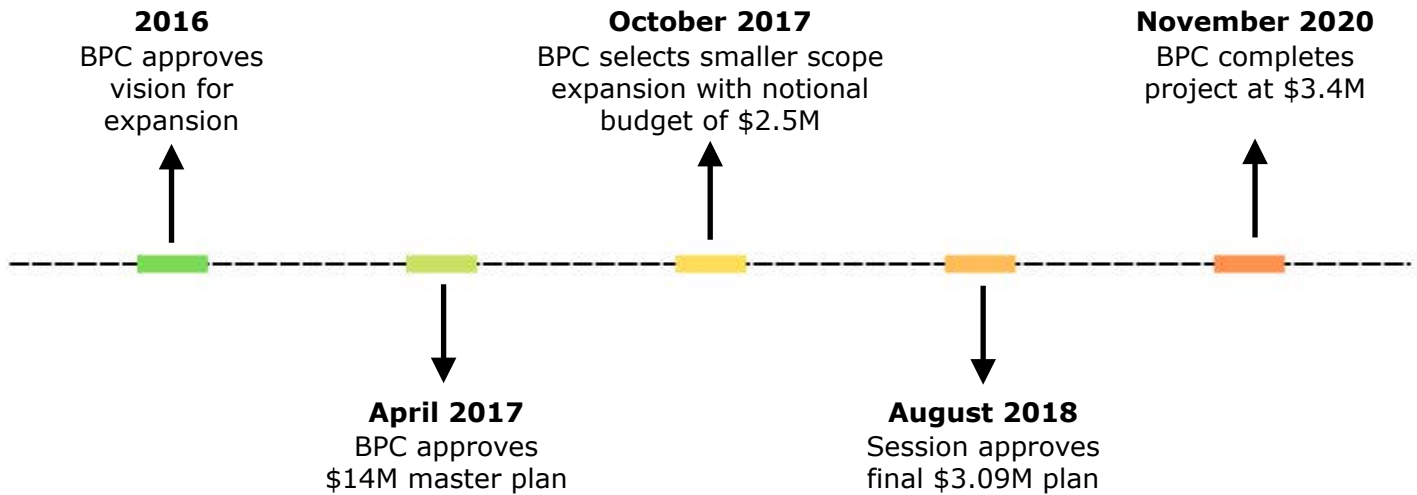 2016
BPC approves
vision for
expansion
October 2017
BPC selects smaller scope
expansion with notional
budget of $2.5M
November 2020
BPC completes
project at $3.4M
April 2017
BPC approves
$14M master plan
August 2018
Session approves
final $3.09M plan